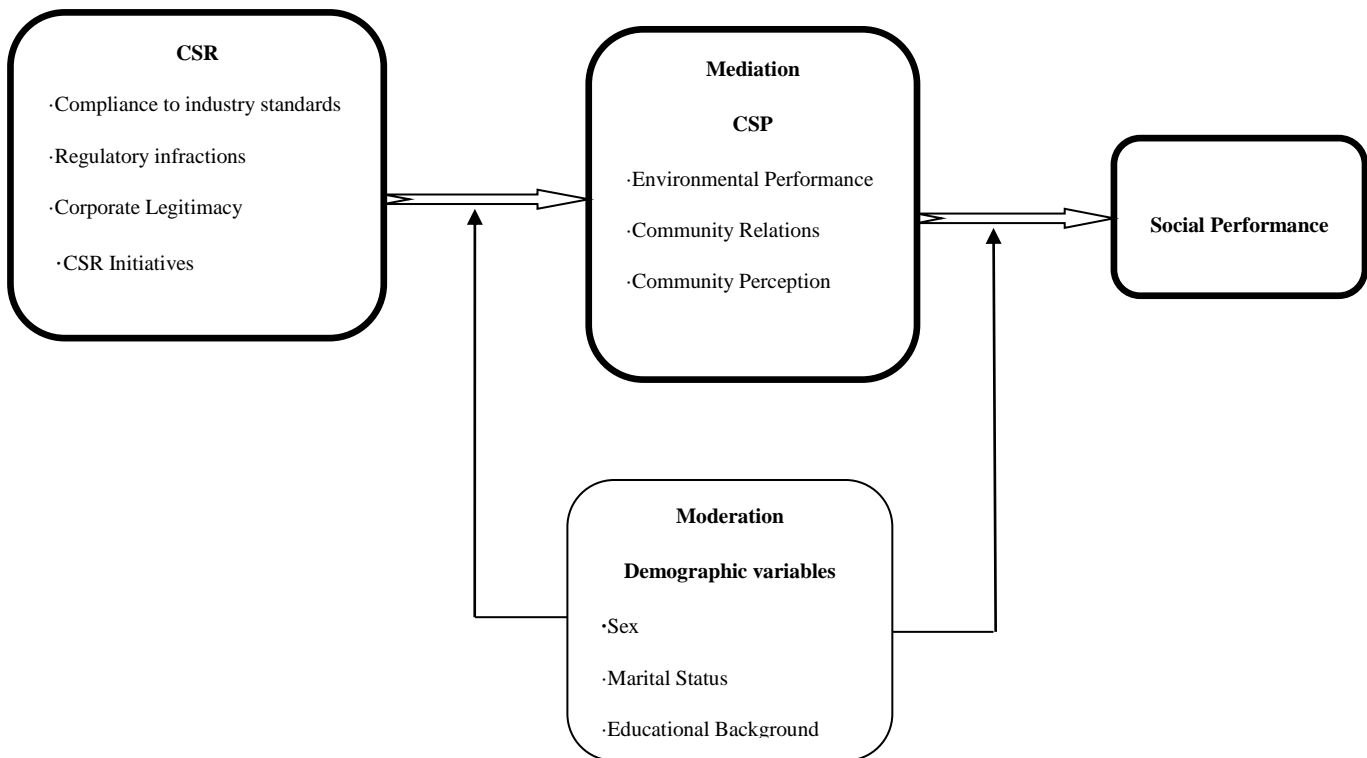 CSR
·Compliance to industry standards
·Regulatory infractions
·Corporate Legitimacy
·CSR Initiatives
Mediation
CSP
·Environmental Performance
·Community Relations
·Community Perception
Social Performance
Moderation
Demographic variables
·Sex
·Marital Status
·Educational Background